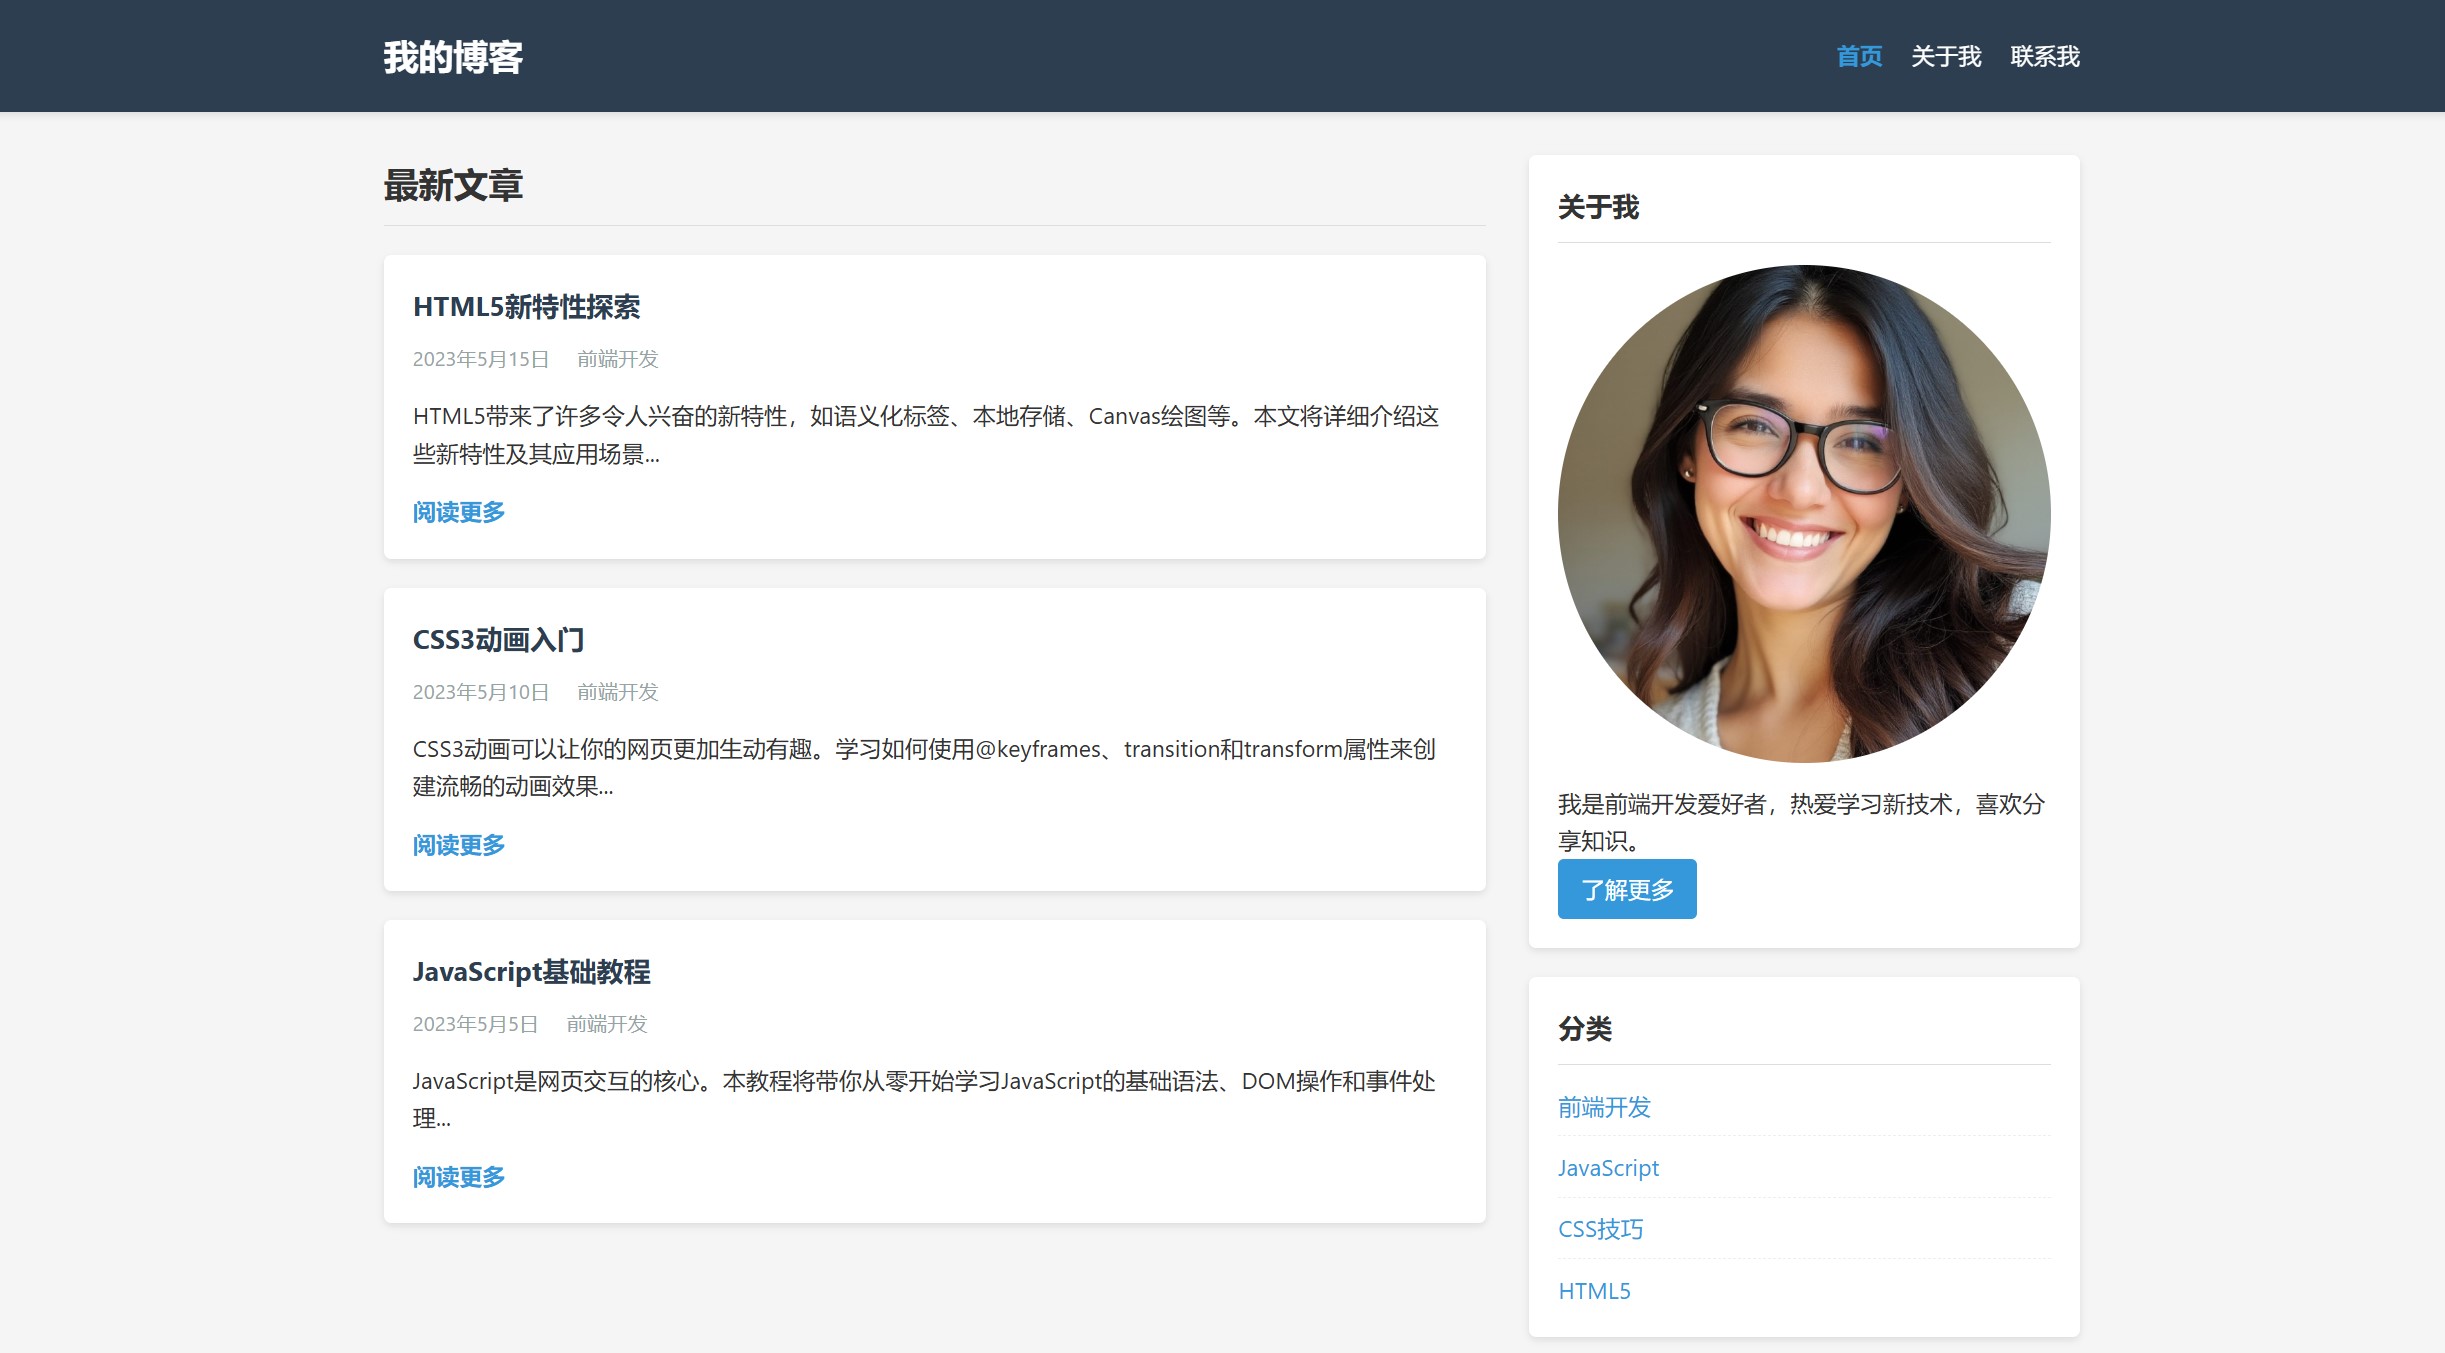 我的博客
首页 关于我 联系我
最新文章
HTML5新特性探索
2023年5月15日 前端开发
HTML5带来了许多令人兴奋的新特性，如语义化标签、本地存储、Canvas绘图等。本文将详细介绍这
些新特性及其应用场景...
阅读更多
CSS3动画入门
2023年5月10日 前端开发
CSS3动画可以让你的网页更加生动有趣。学习如何使用@keyframes、transition和transform属性来创
建流畅的动画效果...
阅读更多
JavaScript基础教程
2023年5月5日 前端开发
JavaScript是网页交互的核心。本教程将带你从零开始学习JavaScript的基础语法、DOM操作和事件处
理...
阅读更多
关于我
我是前端开发爱好者，热爱学习新技术，喜欢分
享知识。
了解更多
分类
前端开发
JavaScript
CSS技巧
HTML5